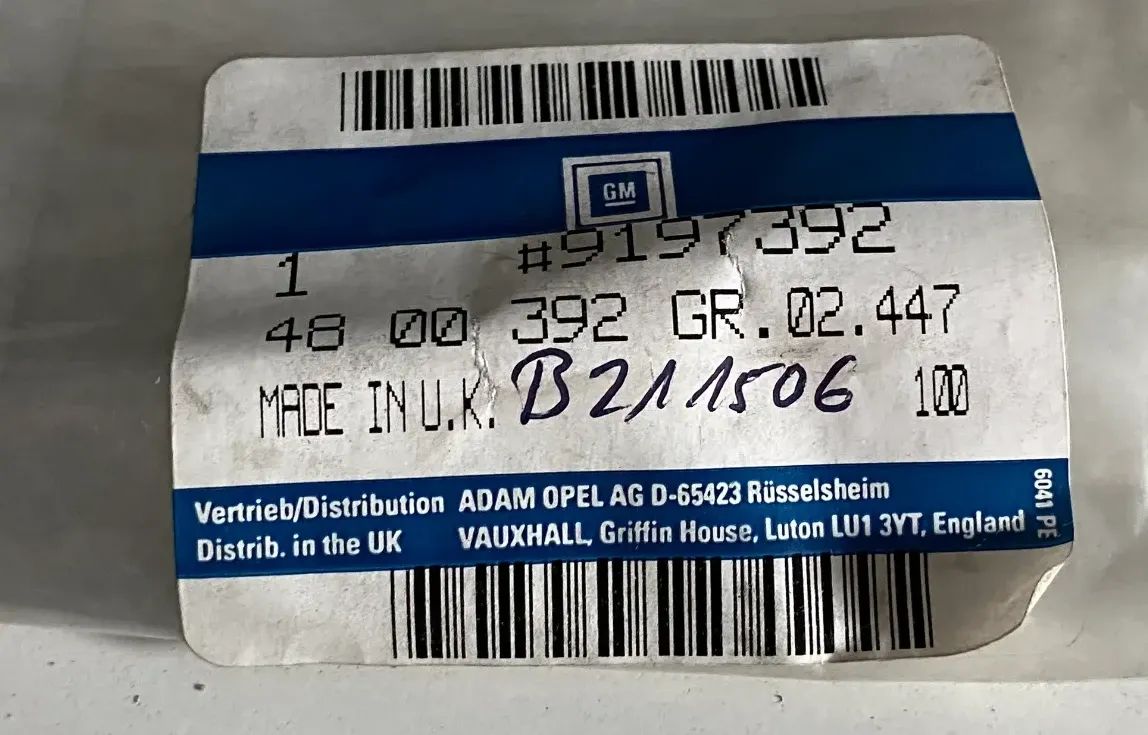 GM
1 #9197392
48 00 392 GR.02.447
MADE IN U.K. B211506 100
Vertrieb/Distribution ADAM OPEL AG D-65423 Rüsselsheim
Distrib. in the UK VAUXHALL, Griffin House, Luton LU1 3YT, England
6041 PE